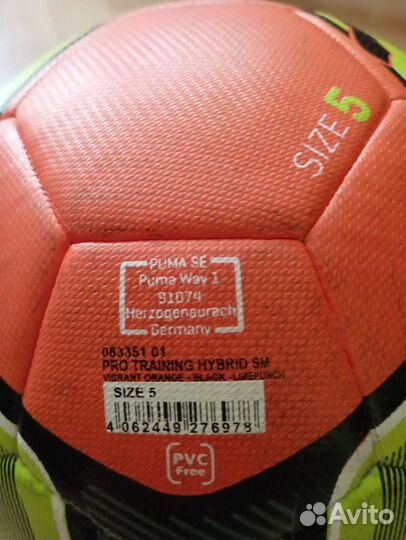 SIZE 5
PUMA SE
Puma Way 1
91074
Herzogenaurach
Germany
083351 01
PRO TRAINING HYBRID SM
VIBRANT ORANGE - BLACK - LIMEPUNCH
SIZE 5
4 062449 276978 >
PVC
Free
Avito